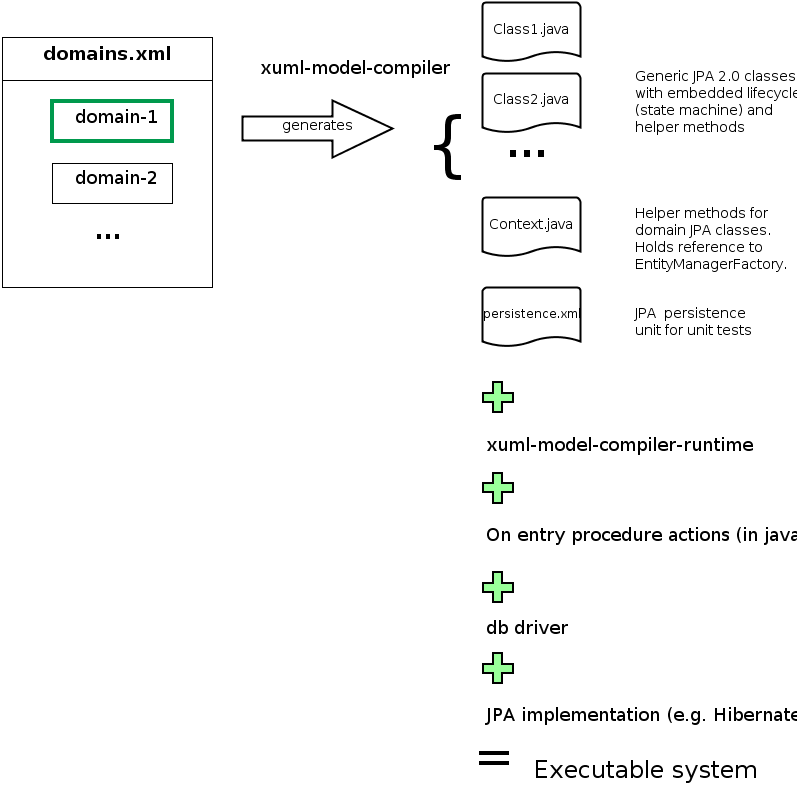 domains.xml
domain-1
domain-2
...
xuml-model-compiler
generates
{
Class1.java
Class2.java
...
Generic JPA 2.0 classes
with embedded lifecycle
(state machine) and
helper methods
Context.java
Helper methods for
domain JPA classes.
Holds reference to
EntityManagerFactory.
persistence.xml
JPA persistence
unit for unit tests
xuml-model-compiler-runtime
On entry procedure actions (in java
db driver
JPA implementation (e.g. Hibernate
= Executable system